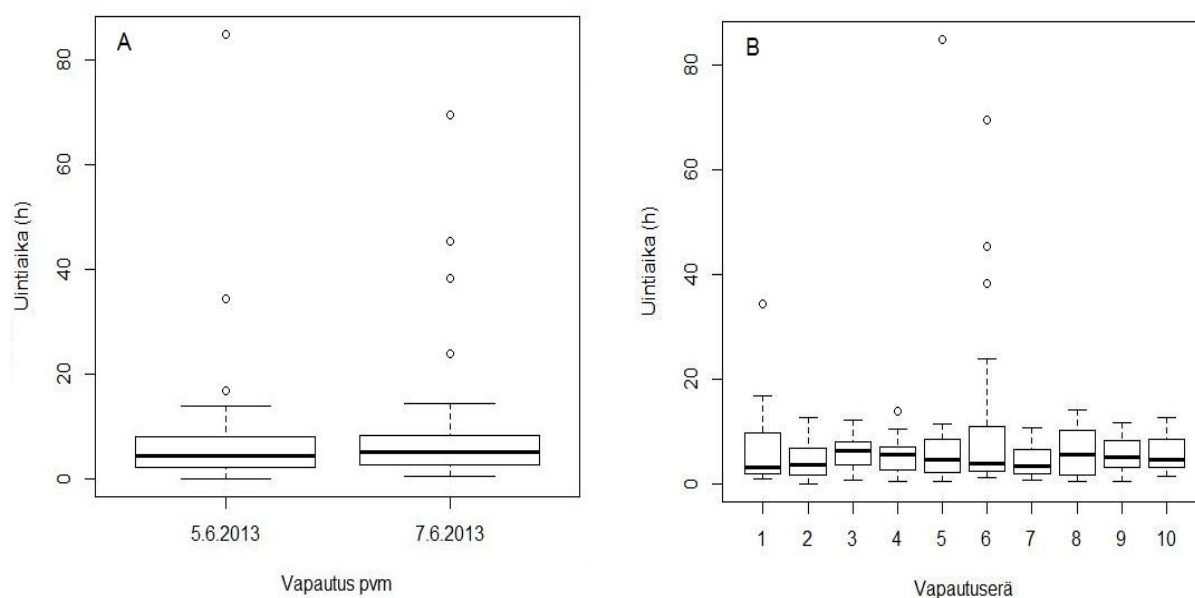 A
Uintiaika (h)
0 20 40 60 80
5.6.2013 7.6.2013
Vapautus pvm
B
Uintiaika (h)
0 20 40 60 80
1 2 3 4 5 6 7 8 9 10
Vapautuserä